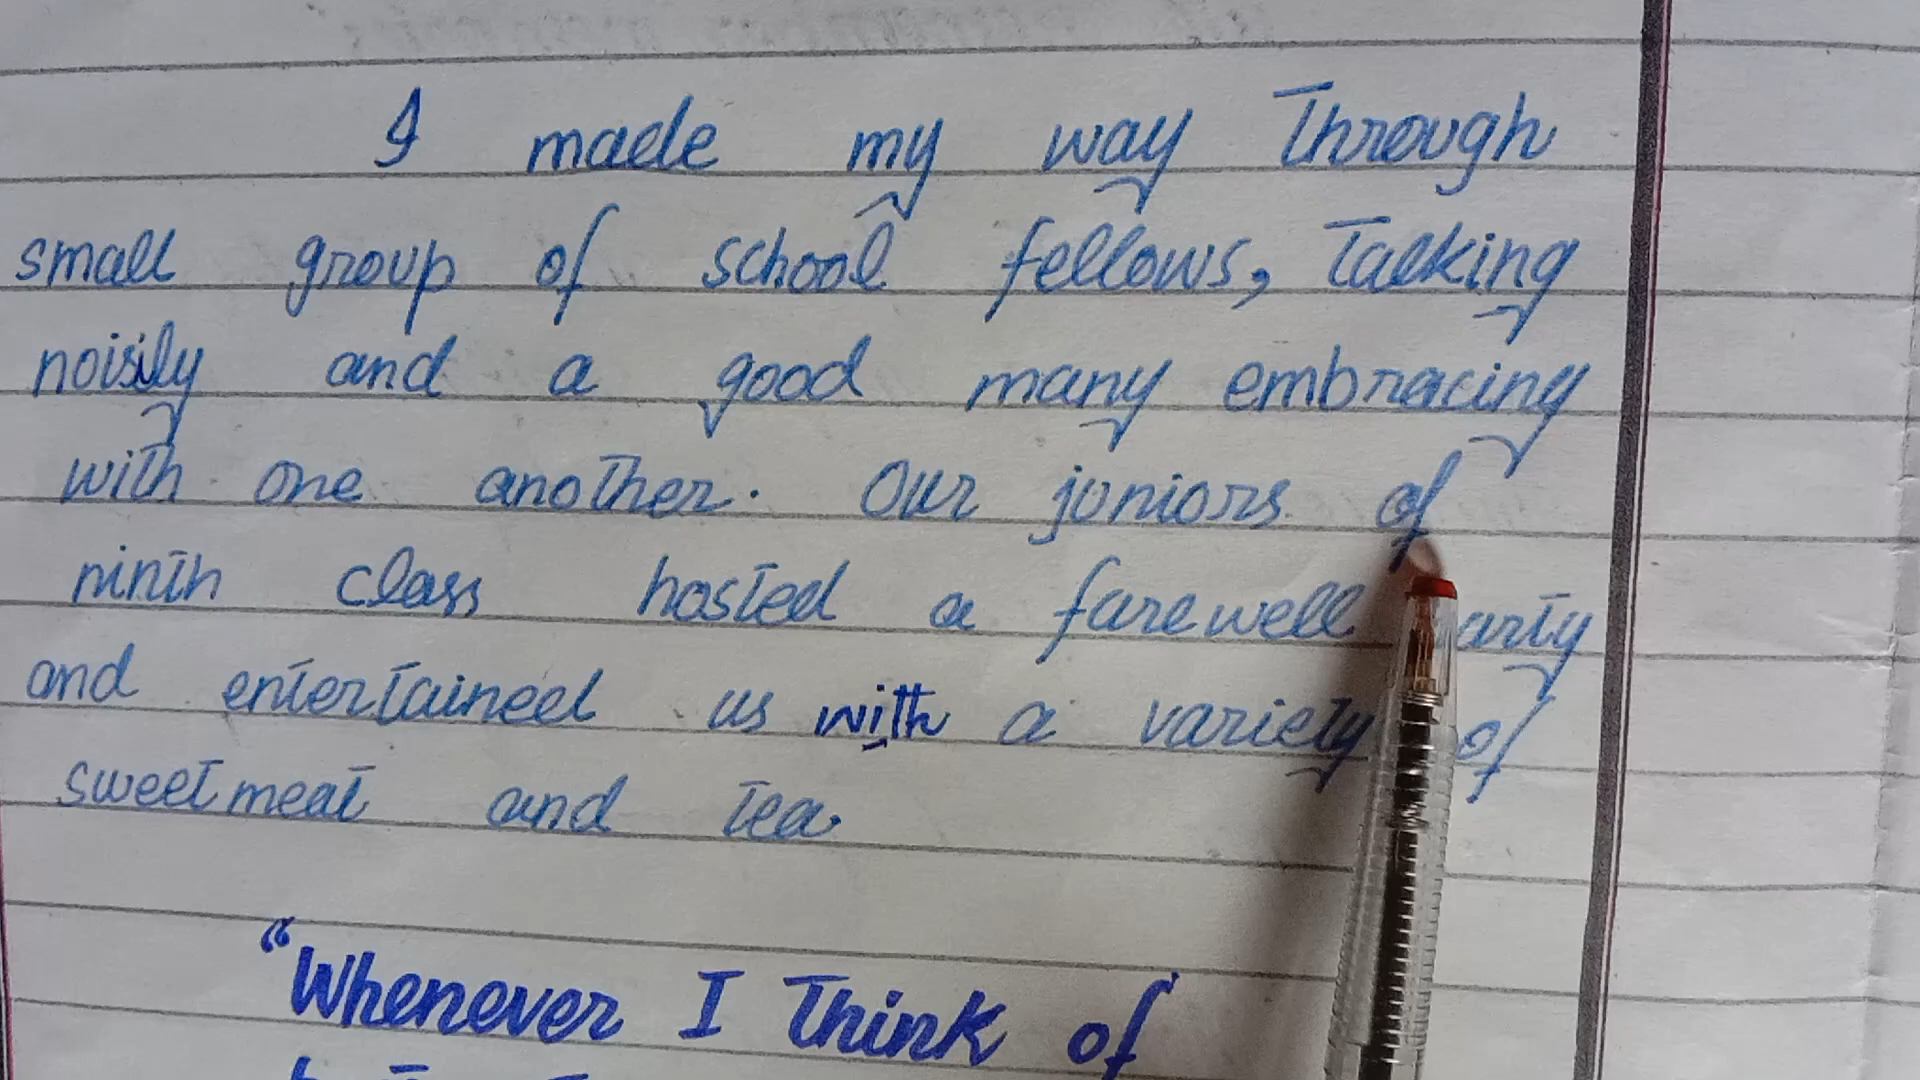 I made my way through
small group of school fellows, talking
noisily and a good many embracing
with one another. Our juniors of
ninth class hosted a farewell arty
and entertained us with a variety of
sweetmeat and tea.
"Whenever I think of